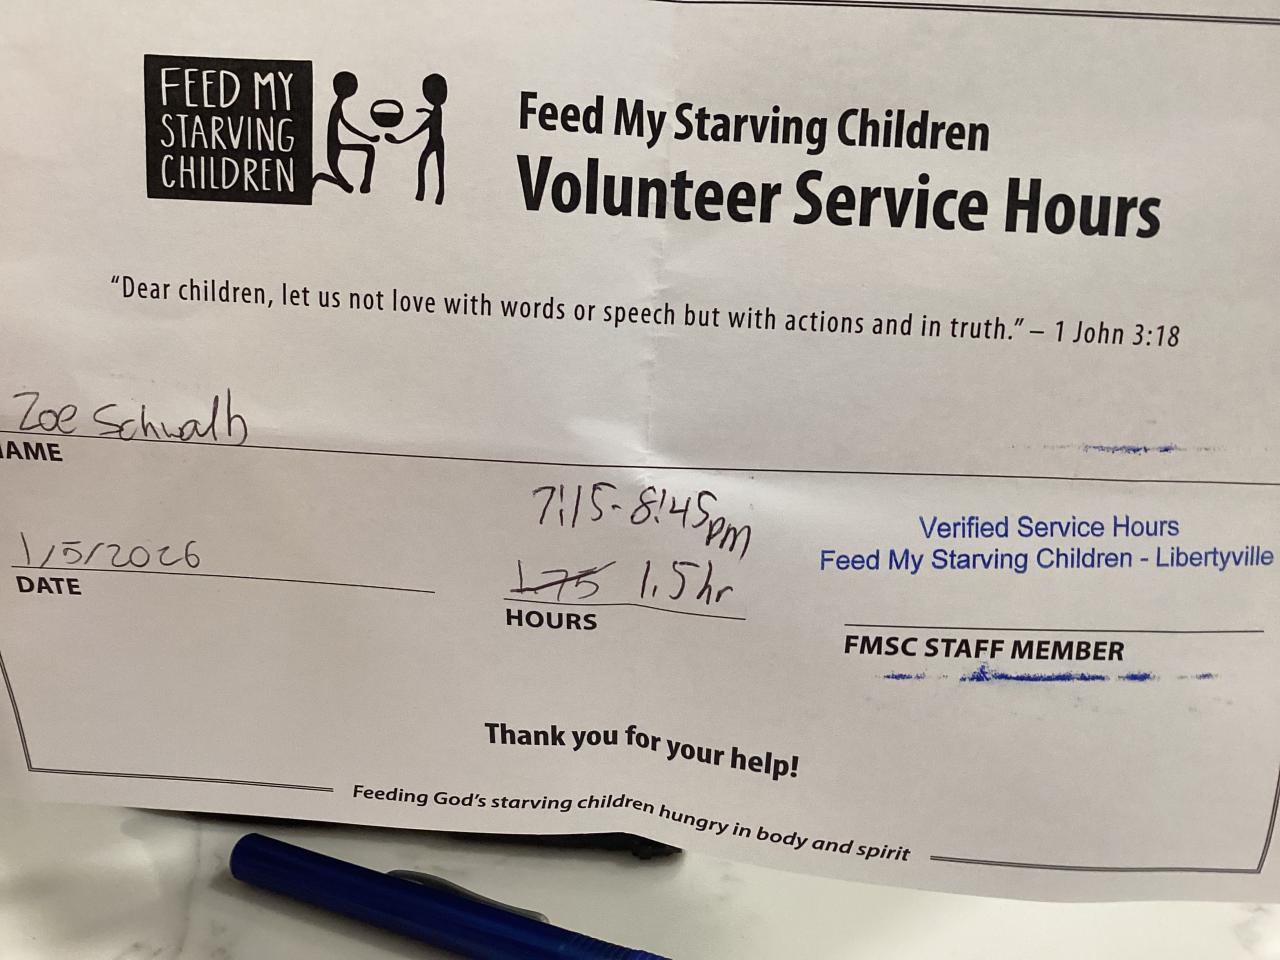 FEED MY
STARVING
CHILDREN
Feed My Starving Children
Volunteer Service Hours
“Dear children, let us not love with words or speech but with actions and in truth.” – 1 John 3:18
Zoe Schwalb
AME
7:15-8:45pm
1/5/2026
1.75 1.5hr
DATE
HOURS
Verified Service Hours
Feed My Starving Children - Libertyville
FMSC STAFF MEMBER
Thank you for your help!
Feeding God's starving children hungry in body and spirit